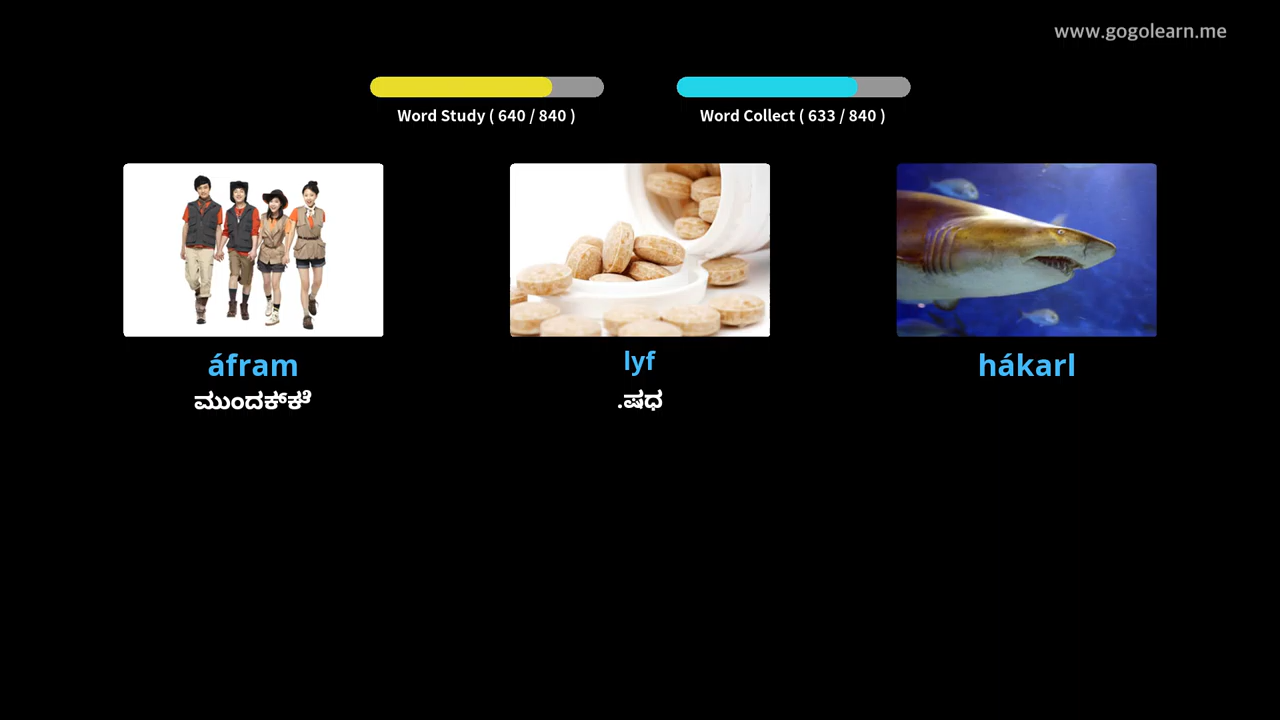 www.gogolearn.me
Word Study ( 640 / 840 )
Word Collect ( 633 / 840 )
áfram
lyf
hákarl
ಮುಂದಕ್ಕೆ
.ಷಧ